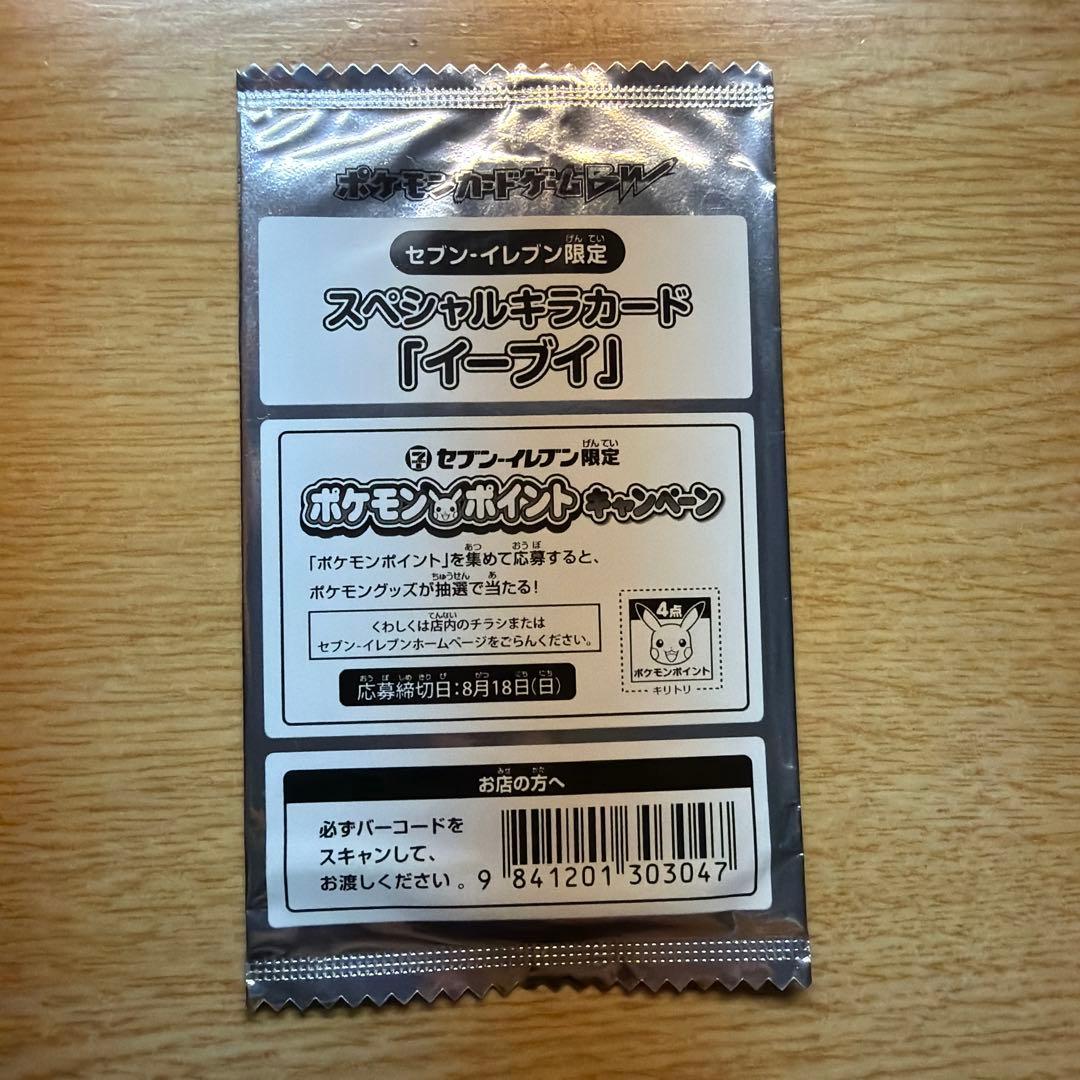 ポケモンカードゲームBW
セブン-イレブン限定
スペシャルキラカード
「イーブイ」
セブン-イレブン限定
ポケモンポイントキャンペーン
「ポケモンポイント」を集めて応募すると、
ポケモングッズが抽選で当たる!
くわしくは店内のチラシまたは
セブン-イレブンホームページをごらんください。
応募締切日:8月18日(日)
4点
ポケモンポイント
キリトリ
お店の方へ
必ずバーコードを
スキャンして、
お渡しください。
9 841201 303047